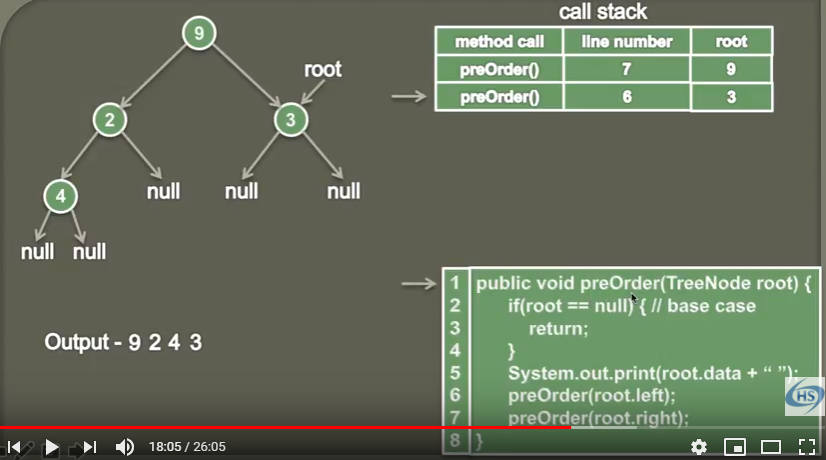 call stack
method call line number root
preOrder() 7 9
preOrder() 6 3
9
root
2
3
4
null
null
null
null
null
Output - 9 2 4 3
1 public void preOrder(TreeNode root) {
2 if(root == null) { // base case
3 return;
4 }
5 System.out.print(root.data + “ ”);
6 preOrder(root.left);
7 preOrder(root.right);
8 }
HS
18:05 / 26:05